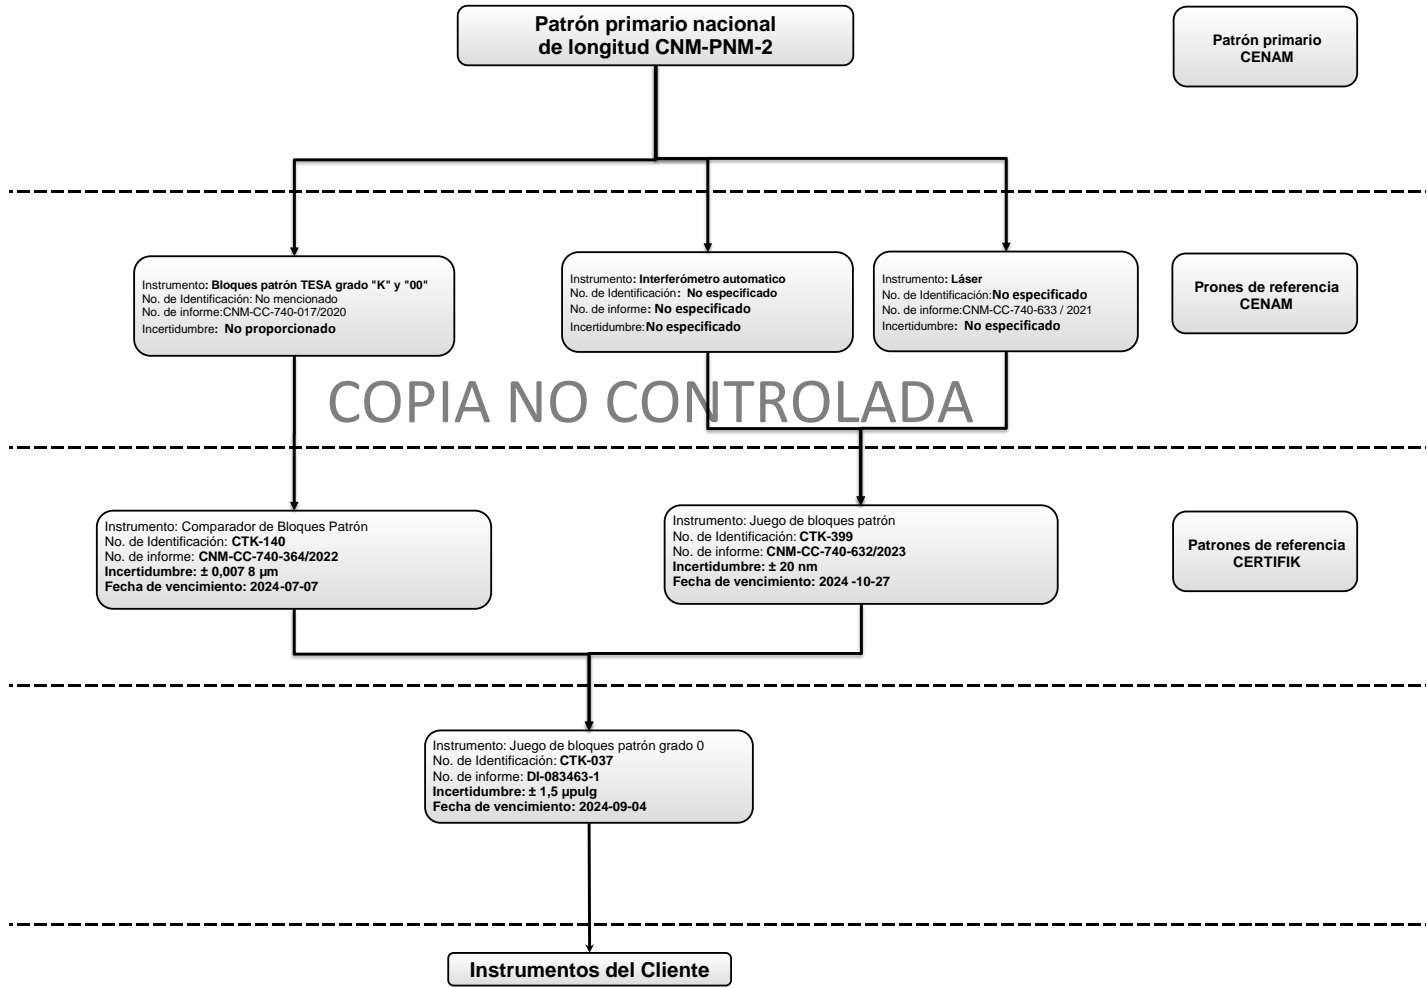 Patrón primario nacional
de longitud CNM-PNM-2
Patrón primario
CENAM
Instrumento: Bloques patrón TESA grado "K" y "00"
No. de Identificación: No mencionado
No. de informe:CNM-CC-740-017/2020
Incertidumbre: No proporcionado
Instrumento: Interferómetro automatico
No. de Identificación: No especificado
No. de informe: No especificado
Incertidumbre: No especificado
Instrumento: Láser
No. de Identificación: No especificado
No. de informe:CNM-CC-740-633 / 2021
Incertidumbre: No especificado
Prones de referencia
CENAM
COPIA NO CONTROLADA
Instrumento: Comparador de Bloques Patrón
No. de Identificación: CTK-140
No. de informe: CNM-CC-740-364/2022
Incertidumbre: ± 0,007 8 µm
Fecha de vencimiento: 2024-07-07
Instrumento: Juego de bloques patrón
No. de Identificación: CTK-399
No. de informe: CNM-CC-740-632/2023
Incertidumbre: ± 20 nm
Fecha de vencimiento: 2024 -10-27
Patrones de referencia
CERTIFIK
Instrumento: Juego de bloques patrón grado 0
No. de Identificación: CTK-037
No. de informe: DI-083463-1
Incertidumbre: ± 1,5 µpulg
Fecha de vencimiento: 2024-09-04
Instrumentos del Cliente